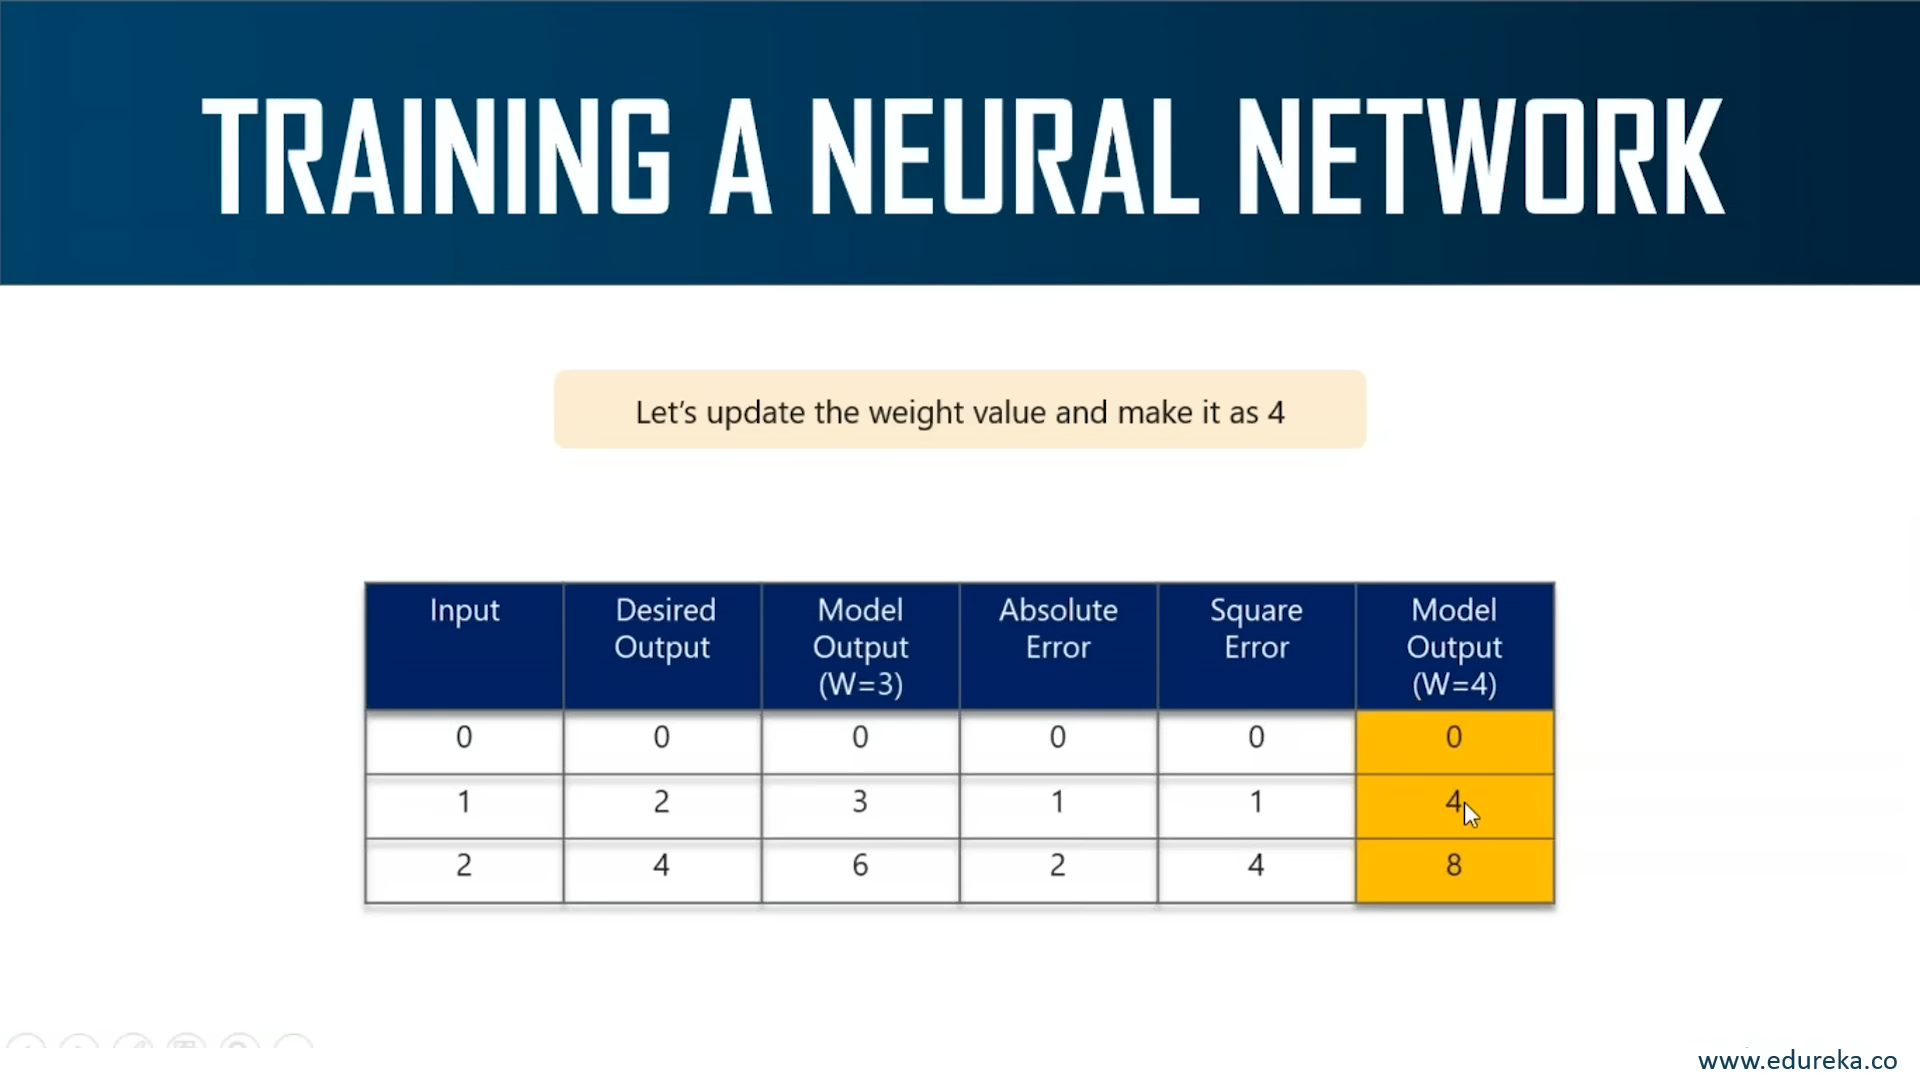 TRAINING A NEURAL NETWORK
Let's update the weight value and make it as 4
Input Desired Output Model Output (W=3) Absolute Error Square Error Model Output (W=4)
0 0 0 0 0 0
1 2 3 1 1 4
2 4 6 2 4 8
www.edureka.co